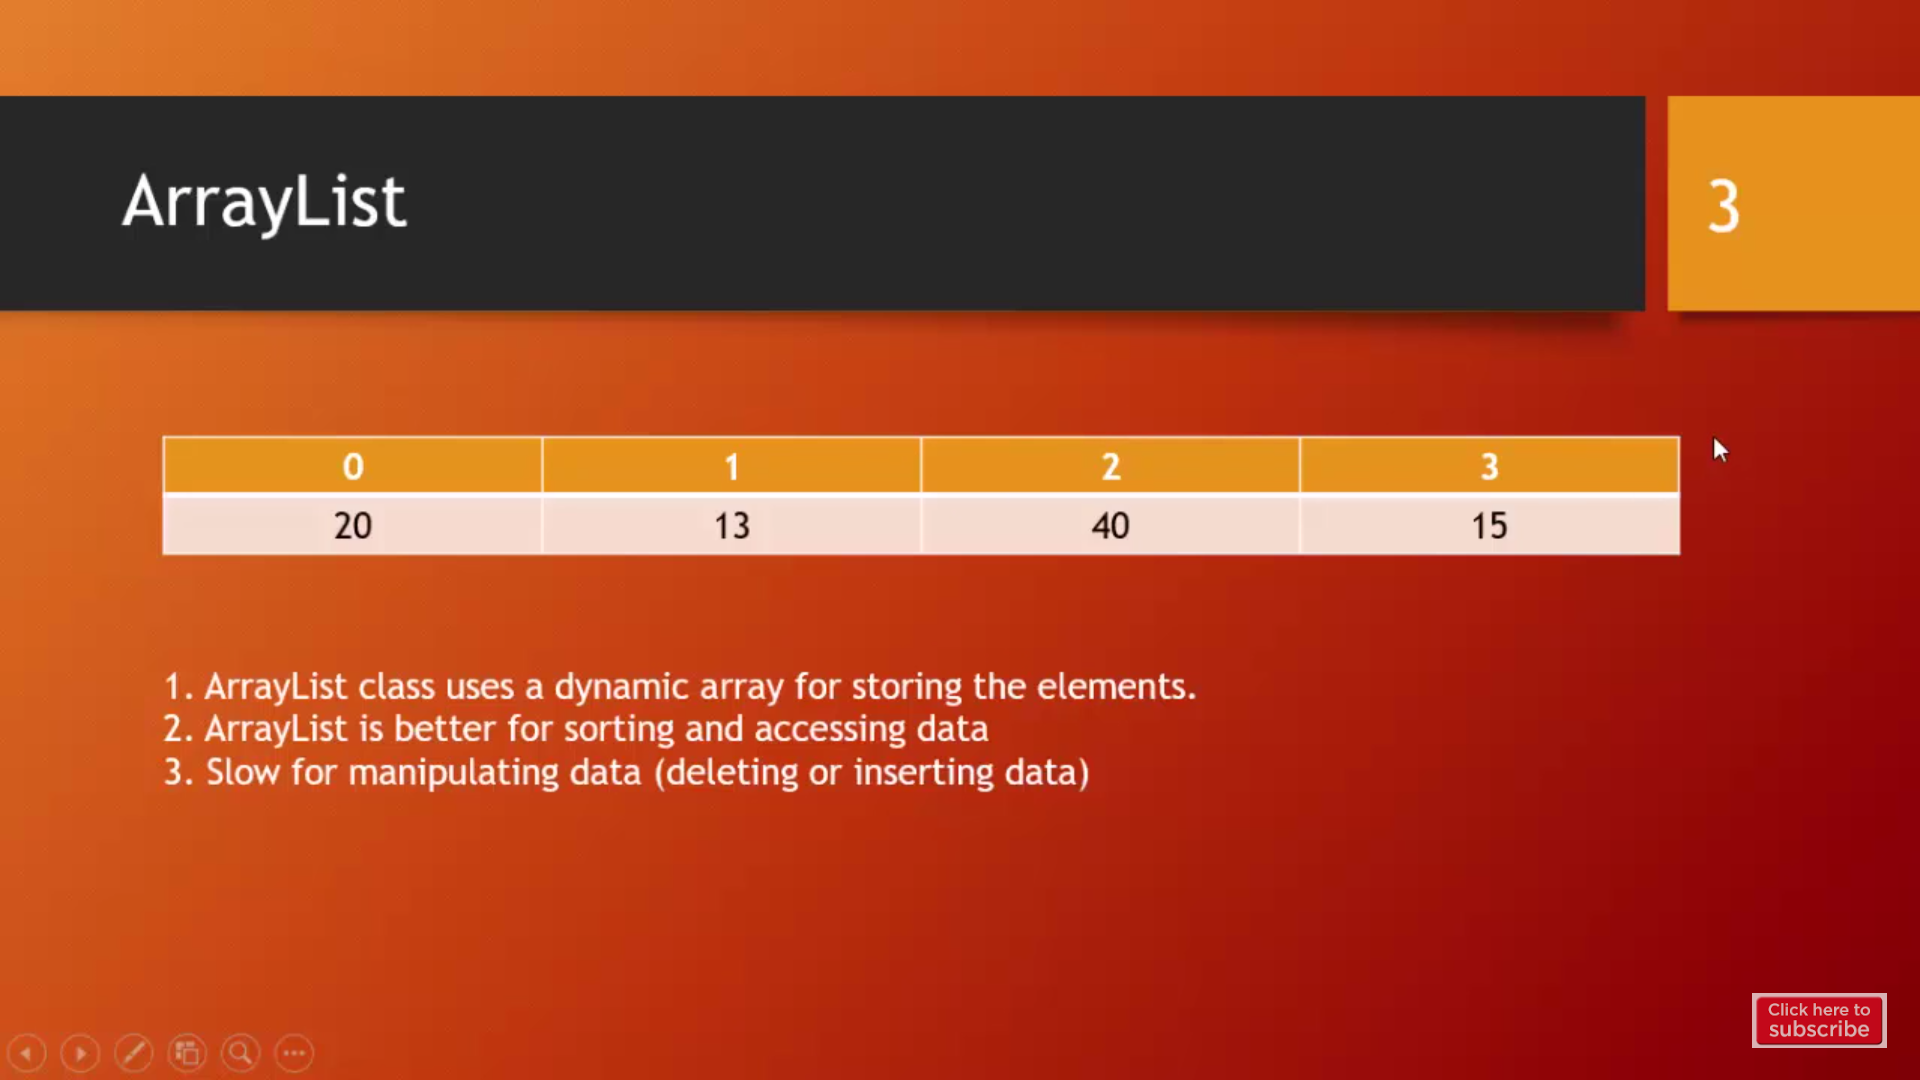 ArrayList
3
0 1 2 3
20 13 40 15
1. ArrayList class uses a dynamic array for storing the elements.
2. ArrayList is better for sorting and accessing data
3. Slow for manipulating data (deleting or inserting data)
Click here to
subscribe